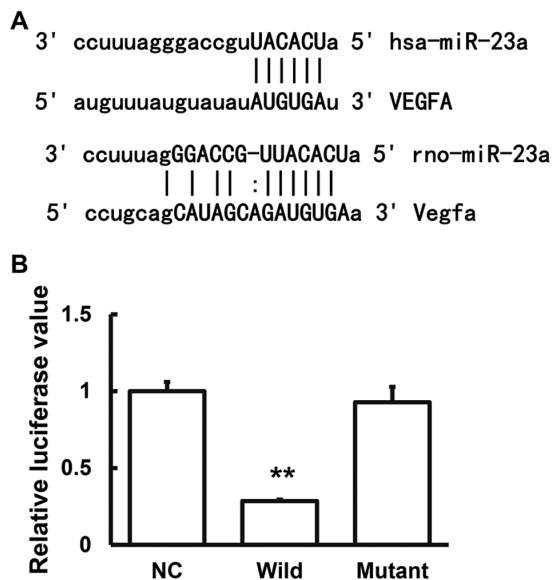 A
3' ccuuuagggaccguUACACUa 5' hsa-miR-23a
||||||
5' auguuuauguauauAUGUGAu 3' VEGFA
3' ccuuuagGGACCG-UUACACUa 5' rno-miR-23a
| | || :||||||
5' ccugcagCAUAGCAGAUGUGAa 3' Vegfa
B
Relative luciferase value
1.5
1
0.5
0
**
NC Wild Mutant